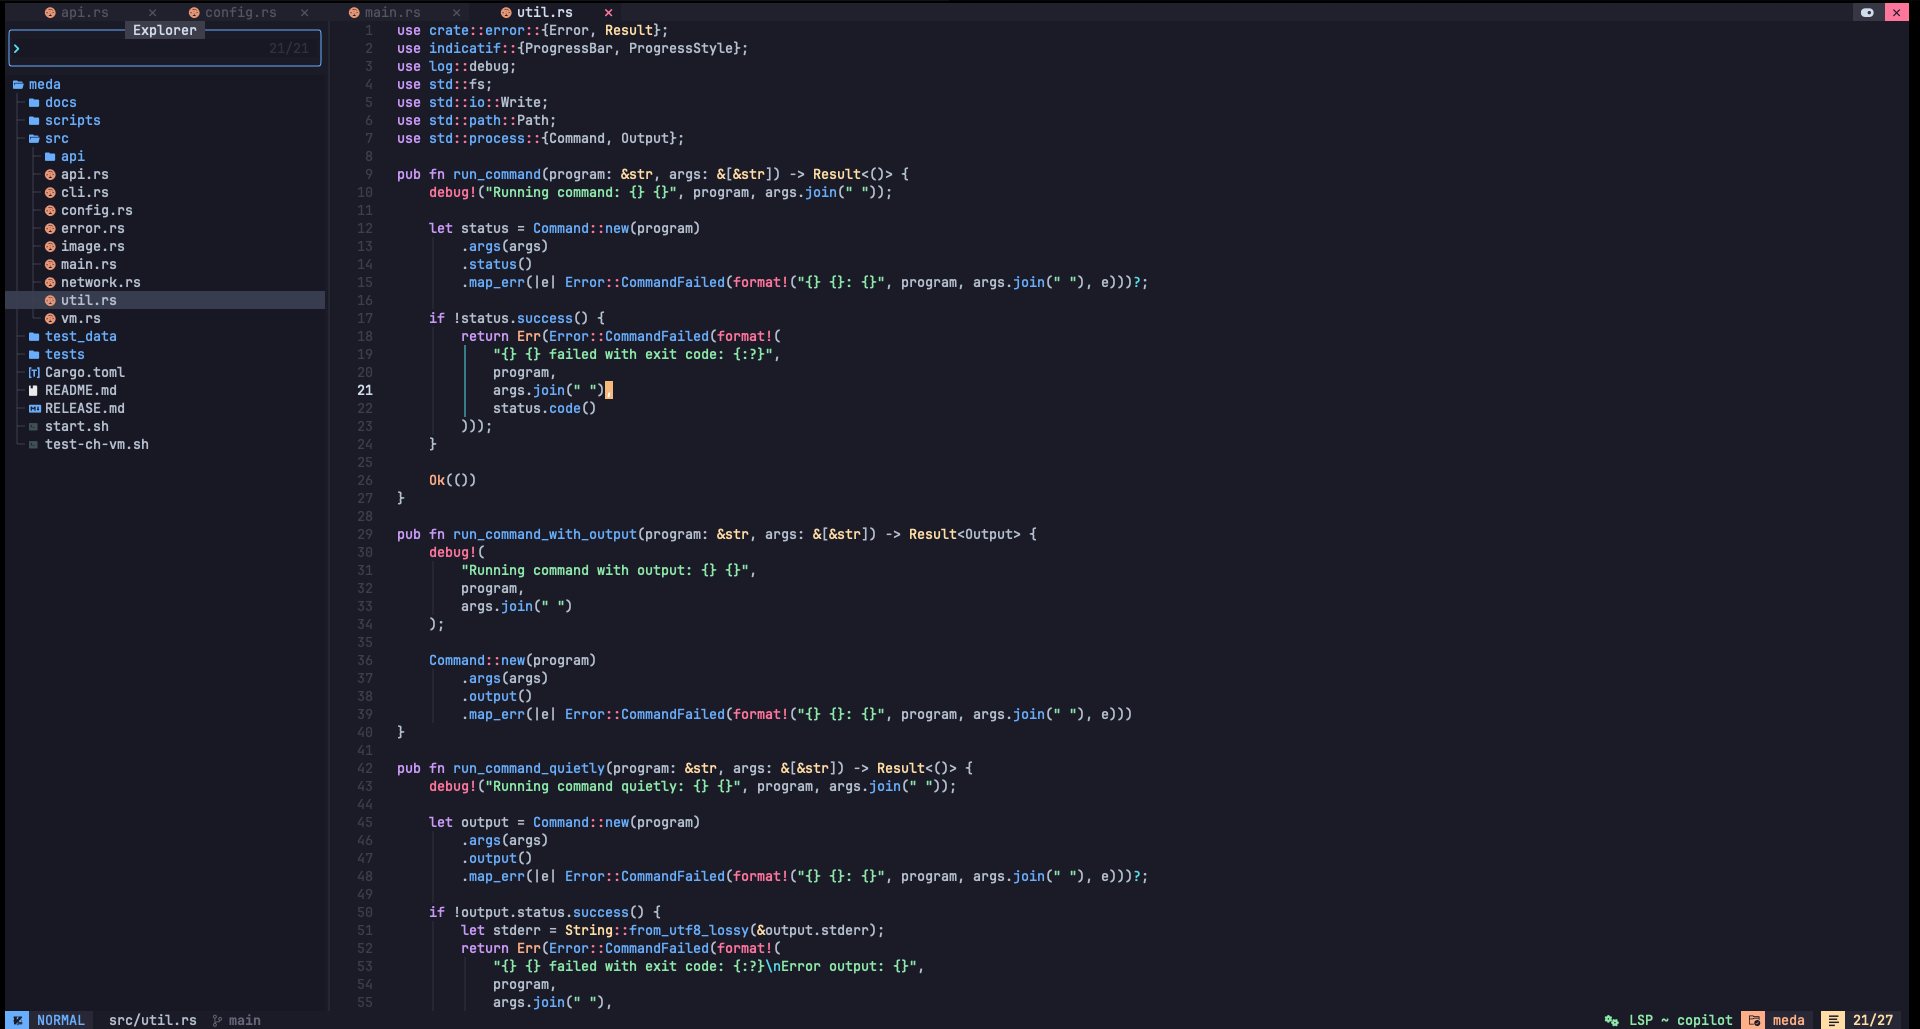 api.rs × config.rs × main.rs × util.rs ×
Explorer
21/21
meda
docs
scripts
src
api
api.rs
cli.rs
config.rs
error.rs
image.rs
main.rs
network.rs
util.rs
vm.rs
test_data
tests
Cargo.toml
README.md
RELEASE.md
start.sh
test-ch-vm.sh
1 use crate::error::{Error, Result};
2 use indicatif::{ProgressBar, ProgressStyle};
3 use log::debug;
4 use std::fs;
5 use std::io::Write;
6 use std::path::Path;
7 use std::process::{Command, Output};
8
9 pub fn run_command(program: &str, args: &[&str]) -> Result<()> {
10     debug!("Running command: {} {}", program, args.join(" "));
11
12     let status = Command::new(program)
13         .args(args)
14         .status()
15         .map_err(|e| Error::CommandFailed(format!("{} {}: {}", program, args.join(" "), e)))?;
16
17     if !status.success() {
18         return Err(Error::CommandFailed(format!(
19             "{} {} failed with exit code: {:?}",
20             program,
21             args.join(" "),
22             status.code()
23         )));
24     }
25
26     Ok(())
27 }
28
29 pub fn run_command_with_output(program: &str, args: &[&str]) -> Result<Output> {
30     debug!(
31         "Running command with output: {} {}",
32         program,
33         args.join(" ")
34     );
35
36     Command::new(program)
37         .args(args)
38         .output()
39         .map_err(|e| Error::CommandFailed(format!("{} {}: {}", program, args.join(" "), e)))
40 }
41
42 pub fn run_command_quietly(program: &str, args: &[&str]) -> Result<()> {
43     debug!("Running command quietly: {} {}", program, args.join(" "));
44
45     let output = Command::new(program)
46         .args(args)
47         .output()
48         .map_err(|e| Error::CommandFailed(format!("{} {}: {}", program, args.join(" "), e)))?;
49
50     if !output.status.success() {
51         let stderr = String::from_utf8_lossy(&output.stderr);
52         return Err(Error::CommandFailed(format!(
53             "{} {} failed with exit code: {:?}\nError output: {}",
54             program,
55             args.join(" "),
NORMAL src/util.rs main LSP ~ copilot meda 21/27